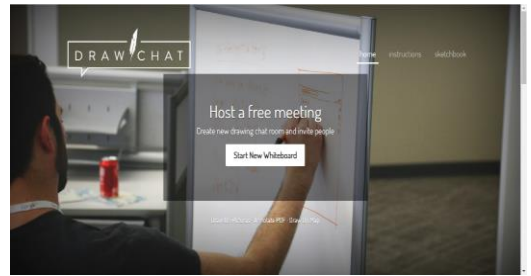 DRAW CHAT
home instructions sketchbook
Host a free meeting
Create new drawing chat room and invite people
Start New Whiteboard